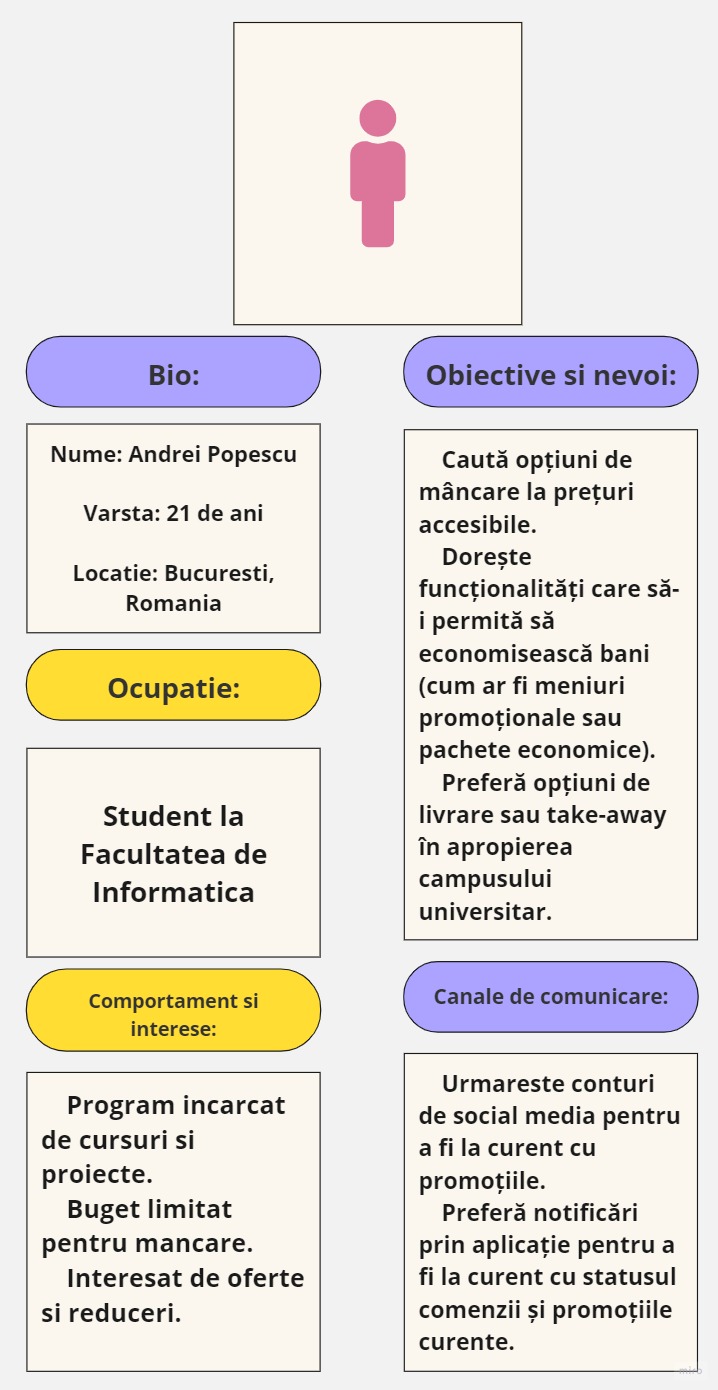 Bio:
Nume: Andrei Popescu
Varsta: 21 de ani
Locatie: Bucuresti,
Romania
Ocupatie:
Student la
Facultatea de
Informatica
Comportament si
interese:
Program incarcat
de cursuri si
proiecte.
Buget limitat
pentru mancare.
Interesat de oferte
si reduceri.
Obiective si nevoi:
Caută opțiuni de
mâncare la prețuri
accesibile.
Dorește
funcționalități care să-
i permită să
economisească bani
(cum ar fi meniuri
promoționale sau
pachete economice).
Preferă opțiuni de
livrare sau take-away
în apropierea
campusului
universitar.
Canale de comunicare:
Urmareste conturi
de social media pentru
a fi la curent cu
promoțiile.
Preferă notificări
prin aplicație pentru a
fi la curent cu statusul
comenzii și promoțiile
curente.
miro